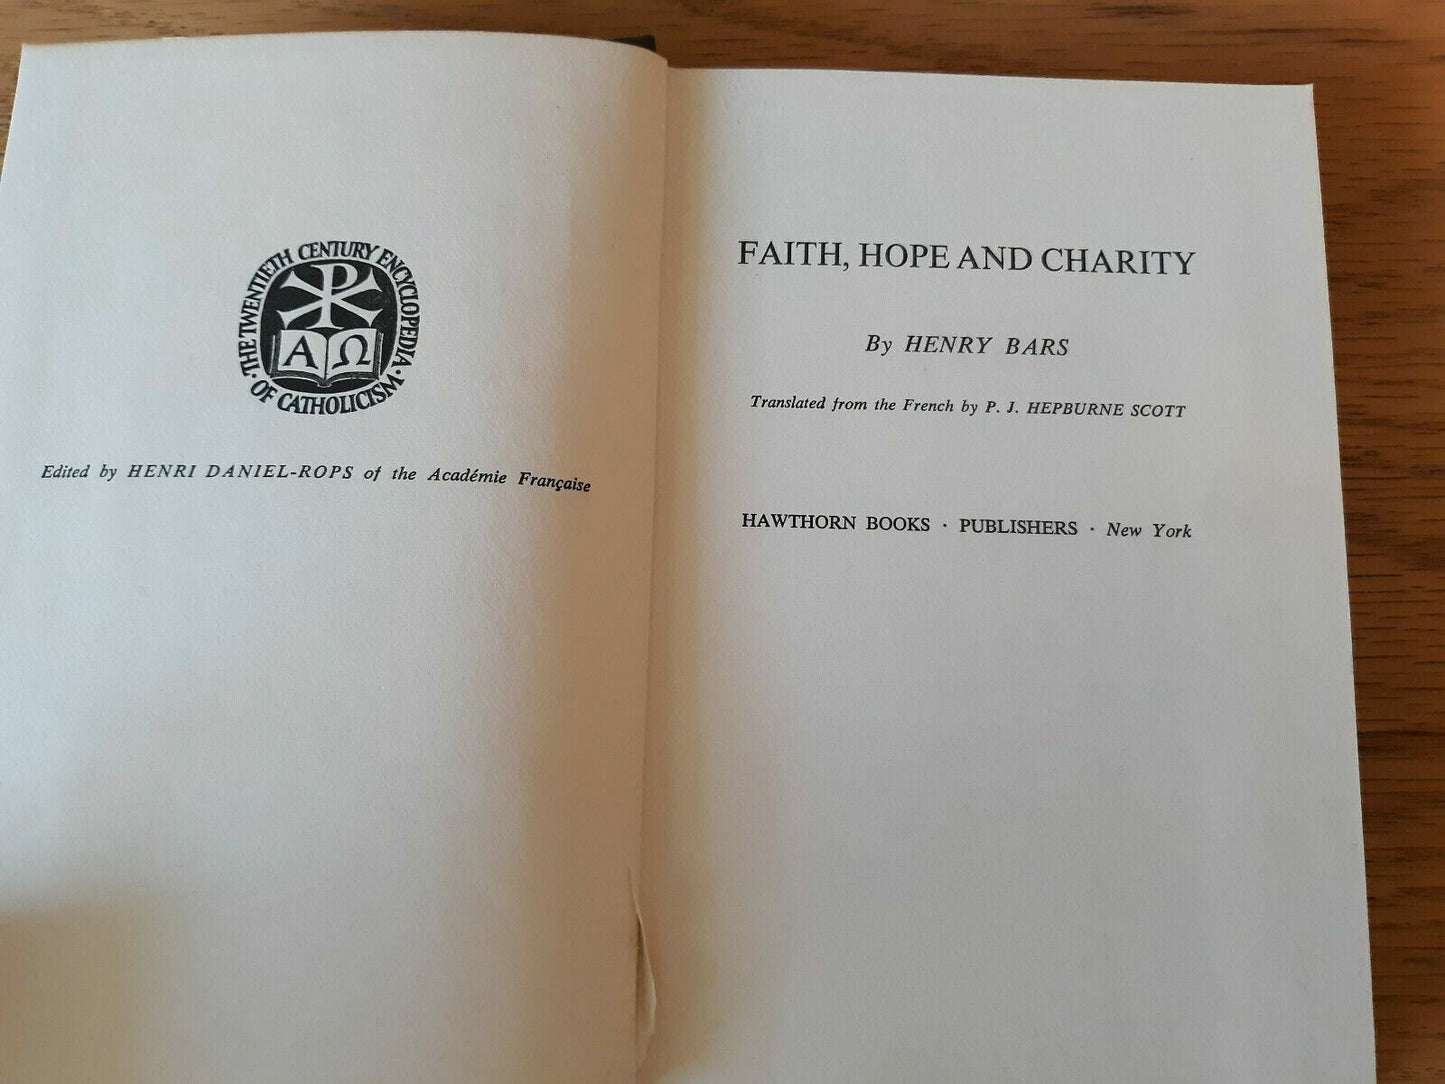 THE TWENTIETH CENTURY ENCYCLOPEDIA
· OF CATHOLICISM ·
Α Ω
Edited by HENRI DANIEL-ROPS of the Académie Française
FAITH, HOPE AND CHARITY
By HENRY BARS
Translated from the French by P. J. HEPBURNE SCOTT
HAWTHORN BOOKS · PUBLISHERS · New York